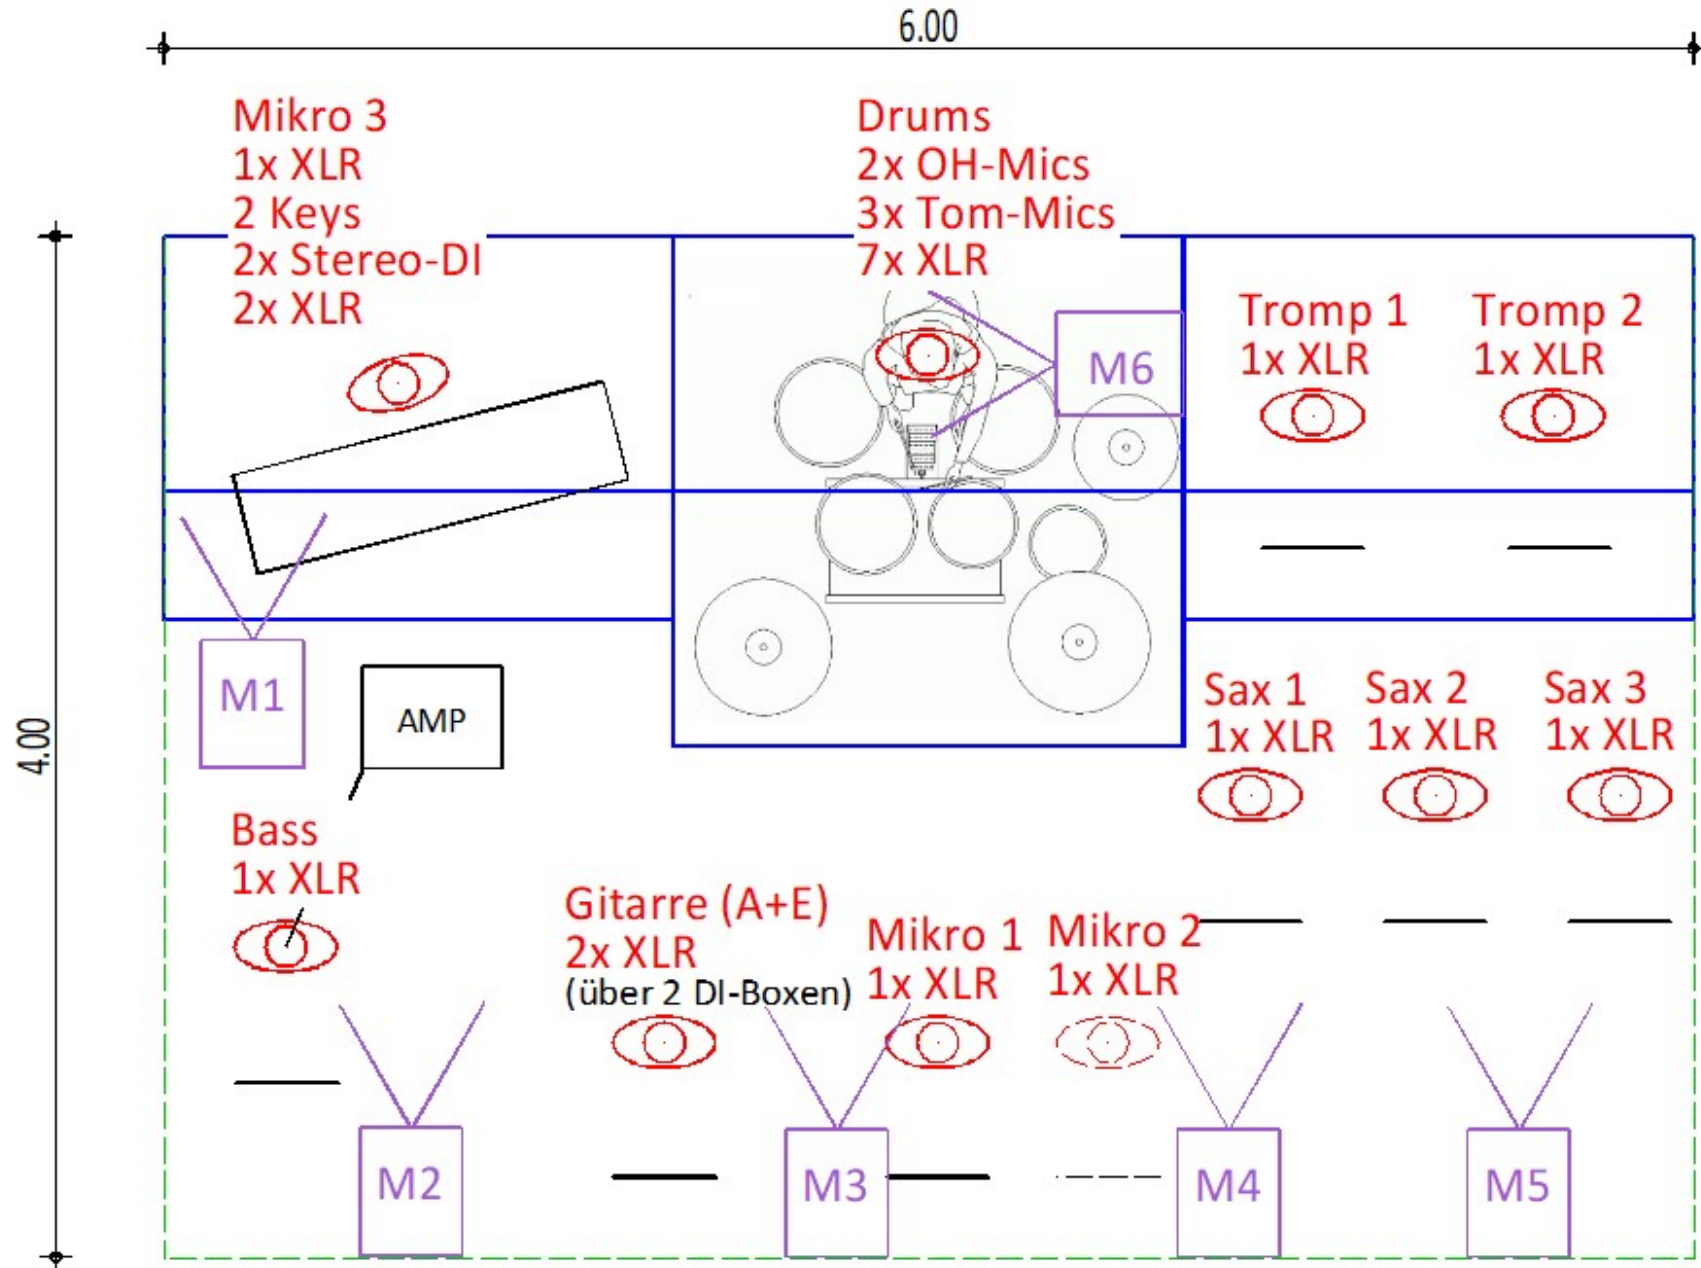 6.00
Mikro 3
1x XLR
2 Keys
2x Stereo-DI
2x XLR
Drums
2x OH-Mics
3x Tom-Mics
7x XLR
M6
Tromp 1
1x XLR
Tromp 2
1x XLR
4.00
M1
AMP
Sax 1
1x XLR
Sax 2
1x XLR
Sax 3
1x XLR
Bass
1x XLR
Gitarre (A+E)
2x XLR
(über 2 DI-Boxen)
Mikro 1
1x XLR
Mikro 2
1x XLR
M2
M3
M4
M5